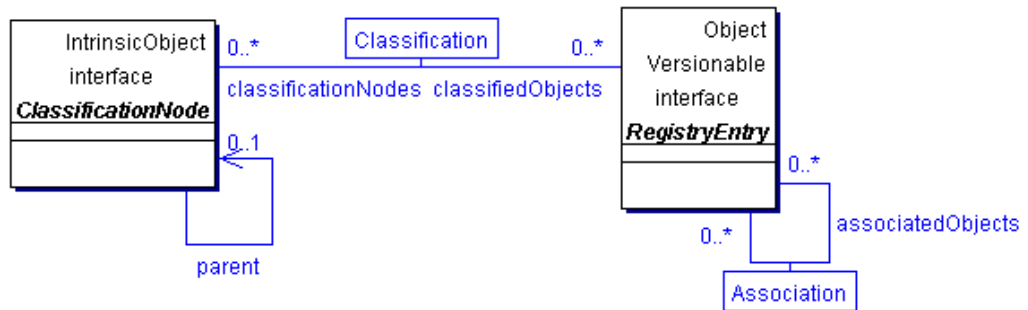 IntrinsicObject
interface
ClassificationNode
0..*
Classification
0..*
classificationNodes classifiedObjects
Object
Versionable
interface
RegistryEntry
0..1
parent
0..*
associatedObjects
0..*
Association